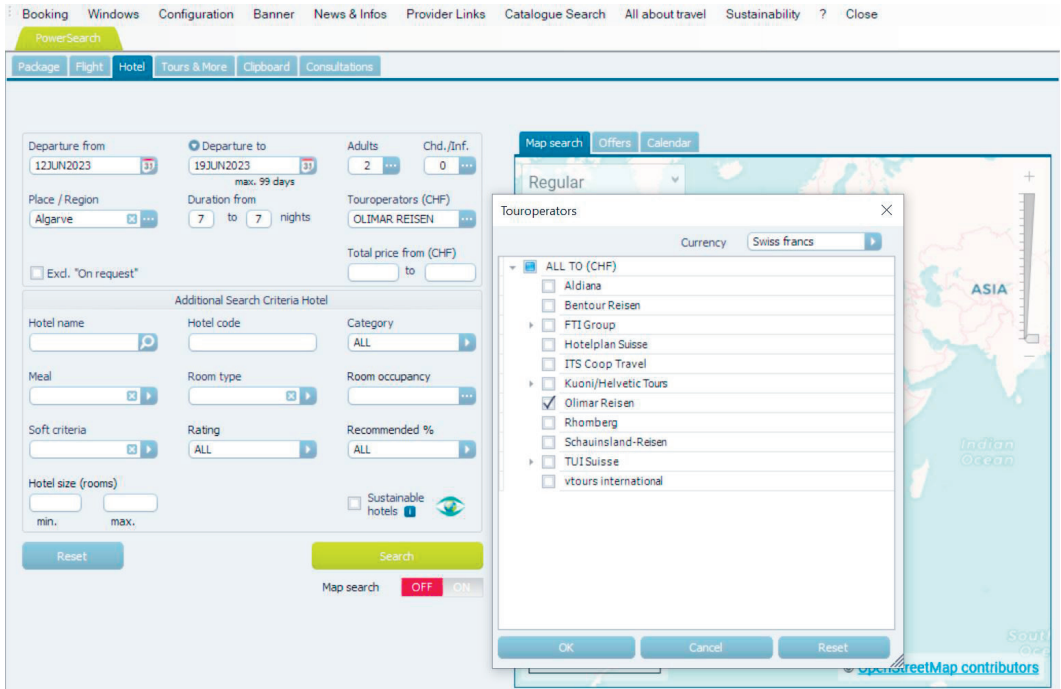 Booking Windows Configuration Banner News & Infos Provider Links Catalogue Search All about travel Sustainability ? Close
PowerSearch
Package Flight Hotel Tours & More Clipboard Consultations
Departure from Departure to Adults Chd./Inf.
12JUN2023 31 19JUN2023 31 2 ... 0 ...
max. 99 days
Place / Region Duration from Touroperators (CHF)
Algarve ... 7 to 7 nights OLIMAR REISEN ...
Total price from (CHF)
Excl. "On request" to
Additional Search Criteria Hotel
Hotel name Hotel code Category
ALL
Meal Room type Room occupancy
...
Soft criteria Rating Recommended %
ALL ALL
Hotel size (rooms)
Sustainable
hotels i
min. max.
Reset Search
Map search OFF ON
Map search Offers Calendar
Regular
Touroperators
Currency Swiss francs
ALL TO (CHF)
Aldiana
Bentour Reisen
FTI Group
Hotelplan Suisse
ITS Coop Travel
Kuoni/Helvetic Tours
Olimar Reisen
Rhomberg
Schauinsland-Reisen
TUI Suisse
vtours international
OK Cancel Reset
ASIA
Indian
Ocean
OpenStreetMap contributors